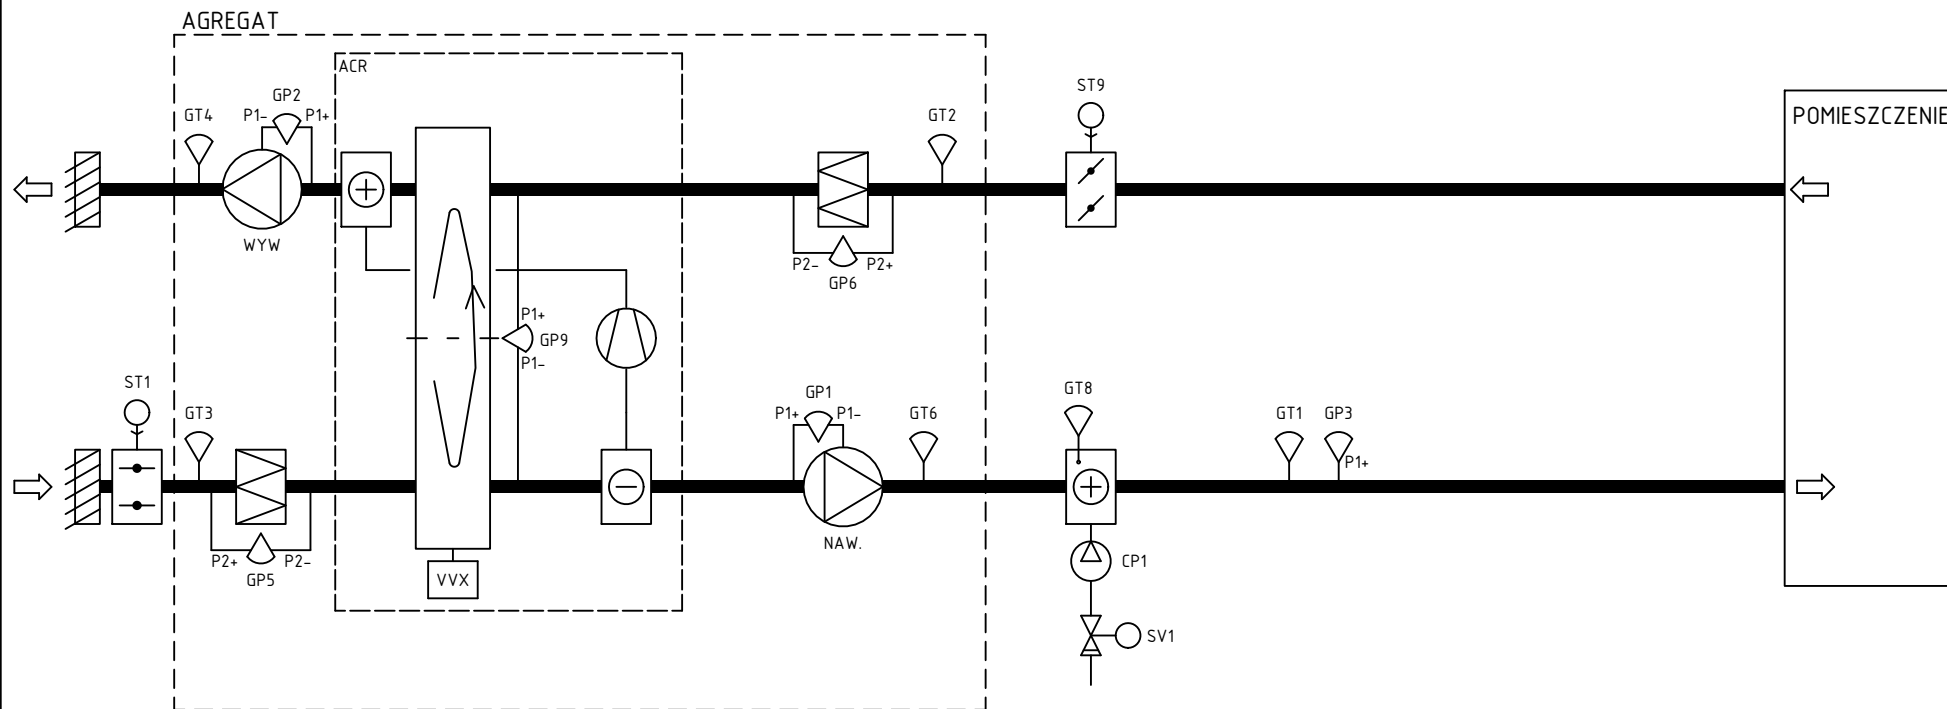 AGREGAT
ACR
ST9
GP2
GT4
P1-
P1+
GT2
POMIESZCZENIE
WYW
P2-
P2+
GP6
P1+
GP9
P1-
ST1
GT3
GP1
P1+
P1-
GT6
GT8
GT1
GP3
P1+
NAW.
P2+
P2-
GP5
CP1
VVX
SV1